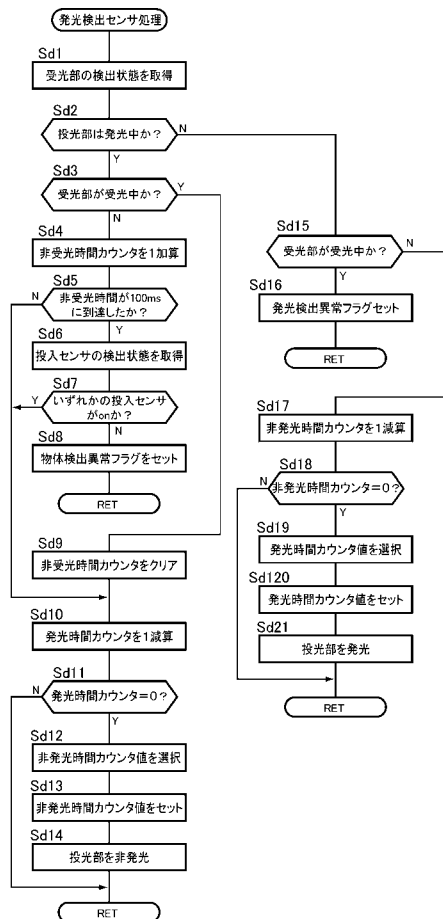 発光検出センサ処理
Sd1
受光部の検出状態を取得
Sd2
投光部は発光中か?
N
Y
Sd3
受光部が受光中か?
Y
N
Sd4
非受光時間カウンタを1加算
Sd5
非受光時間が100ms
に到達したか?
N
Y
Sd6
投入センサの検出状態を取得
Sd7
いずれかの投入センサ
がonか?
Y
N
Sd8
物体検出異常フラグをセット
RET
Sd9
非受光時間カウンタをクリア
Sd10
発光時間カウンタを1減算
Sd11
発光時間カウンタ=0?
N
Y
Sd12
非発光時間カウンタ値を選択
Sd13
非発光時間カウンタ値をセット
Sd14
投光部を非発光
RET
Sd15
受光部が受光中か?
N
Y
Sd16
発光検出異常フラグセット
RET
Sd17
非発光時間カウンタを1減算
Sd18
非発光時間カウンター=0?
N
Y
Sd19
発光時間カウンタ値を選択
Sd120
発光時間カウンタ値をセット
Sd21
投光部を発光
RET